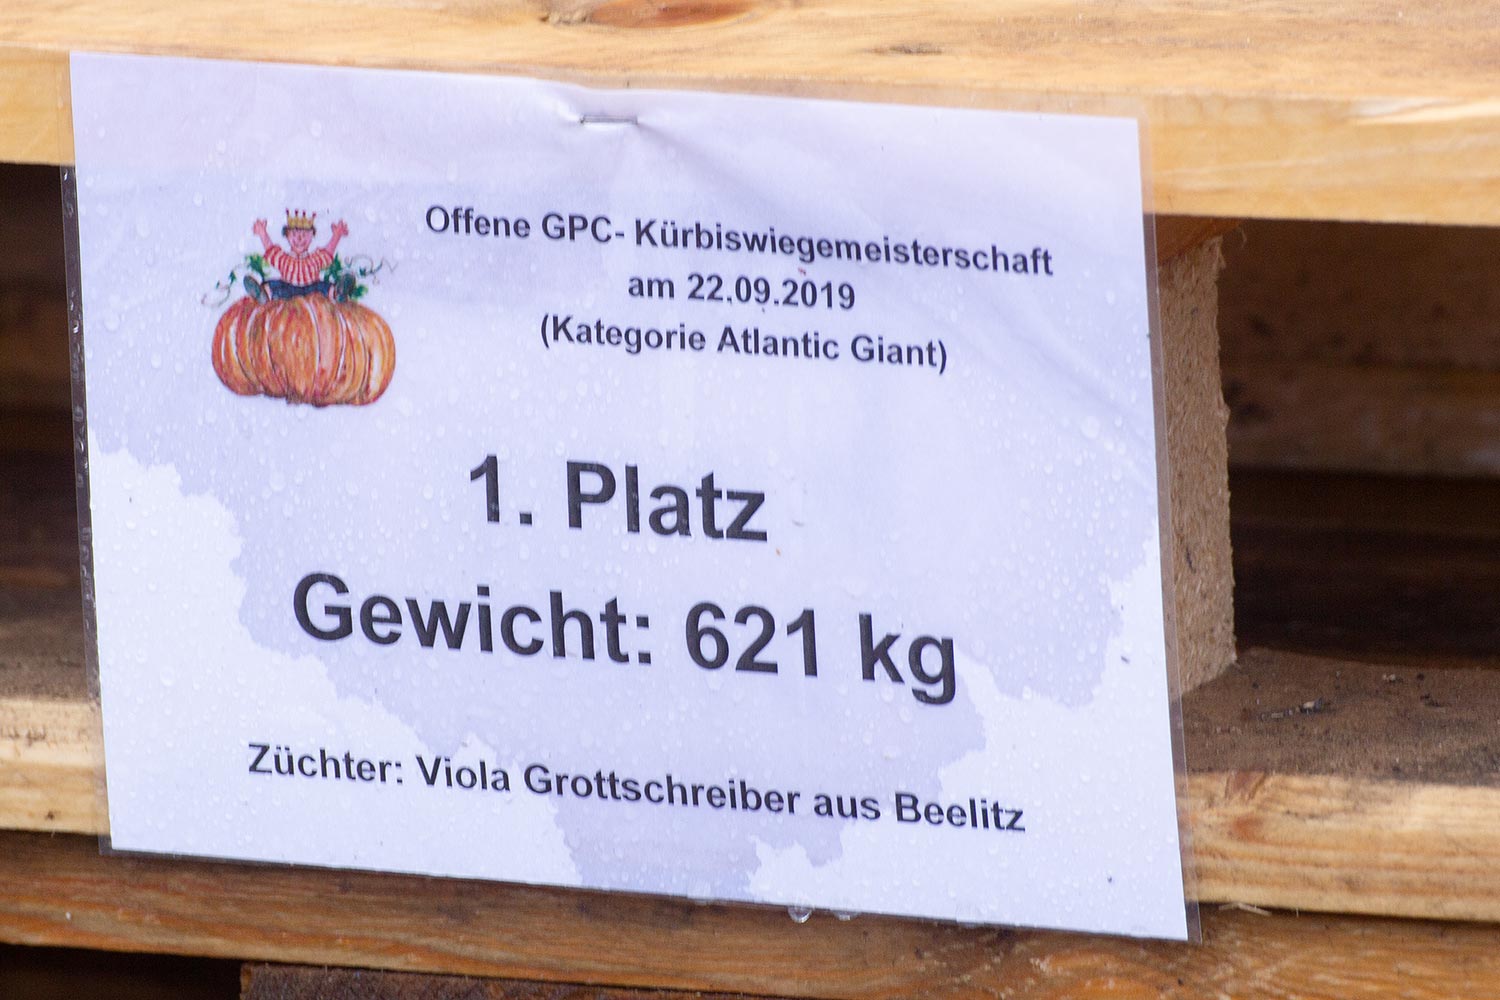 Offene GPC- Kürbiswiegemeisterschaft
am 22.09.2019
(Kategorie Atlantic Giant)
1. Platz
Gewicht: 621 kg
Züchter: Viola Grottschreiber aus Beelitz